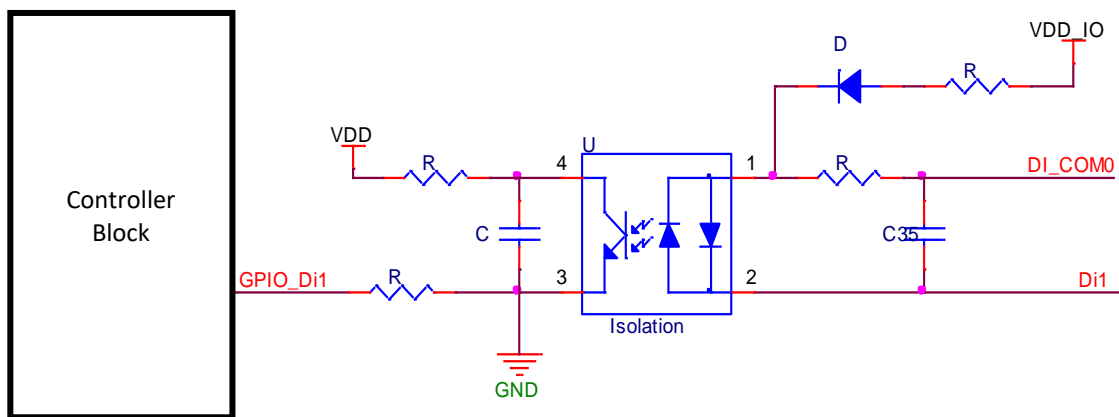 D
VDD_IO
R
VDD
U
R
4
1
R
DI_COM0
Controller
Block
C
C35
GPIO_Di1
R
3
2
Di1
Isolation
GND